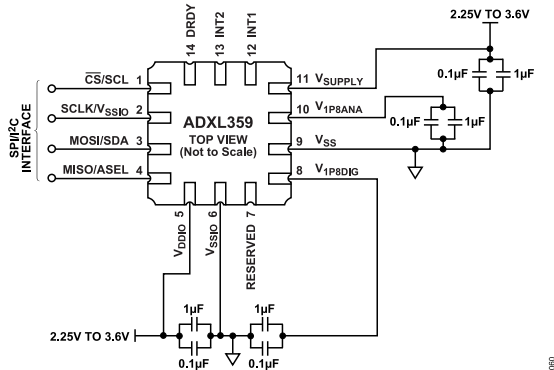 2.25V TO 3.6V
14 DRDY
13 INT2
12 INT1
SPI/I²C
INTERFACE
CS/SCL 1
SCLK/VSSIO 2
MOSI/SDA 3
MISO/ASEL 4
ADXL359
TOP VIEW
(Not to Scale)
11 VSUPPLY
10 V1P8ANA
9 VSS
8 V1P8DIG
0.1µF
1µF
0.1µF
1µF
VDDIO 5
VSSIO 6
RESERVED 7
2.25V TO 3.6V
1µF
0.1µF
1µF
0.1µF
060